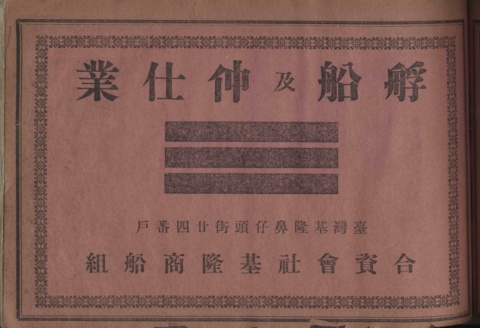 艀船及仲仕業
臺灣基隆鼻仔頭街廿四番戶
合資會社基隆商船組